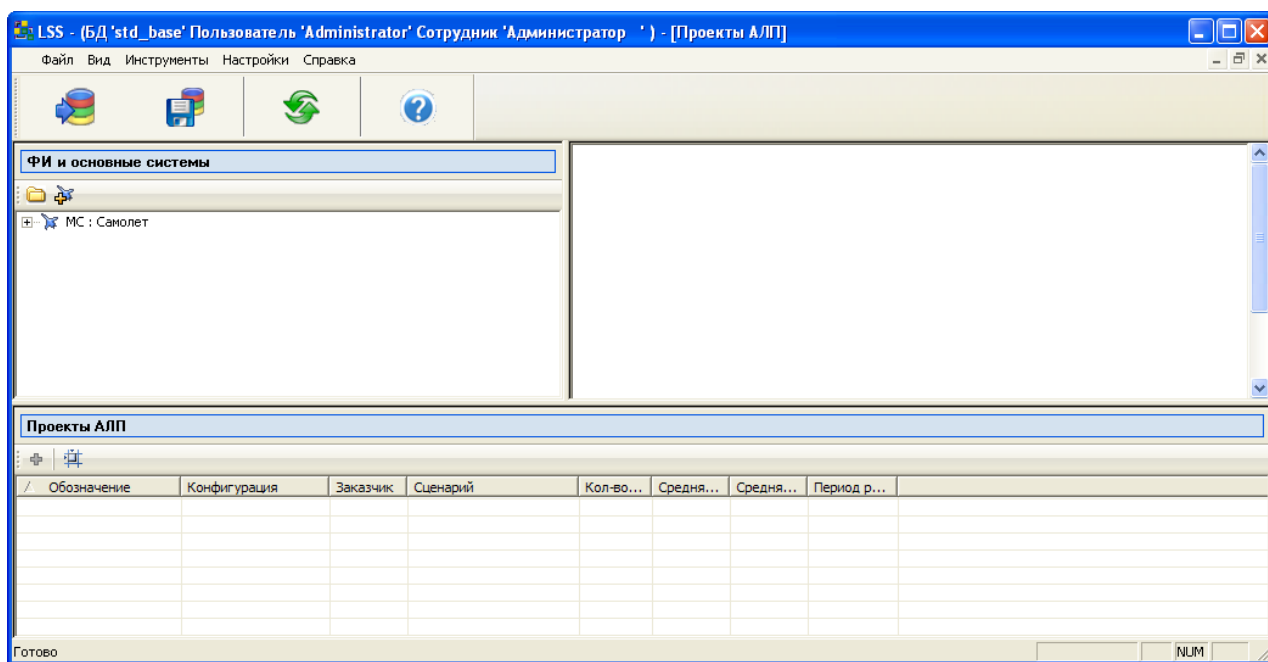 LSS - (БД 'std_base' Пользователь 'Administrator' Сотрудник 'Администратор ' ) - [Проекты АЛП]
Файл Вид Инструменты Настройки Справка
ФИ и основные системы
МС : Самолет
Проекты АЛП
Обозначение Конфигурация Заказчик Сценарий Кол-во... Средня... Средня... Период р...
Готово NUM